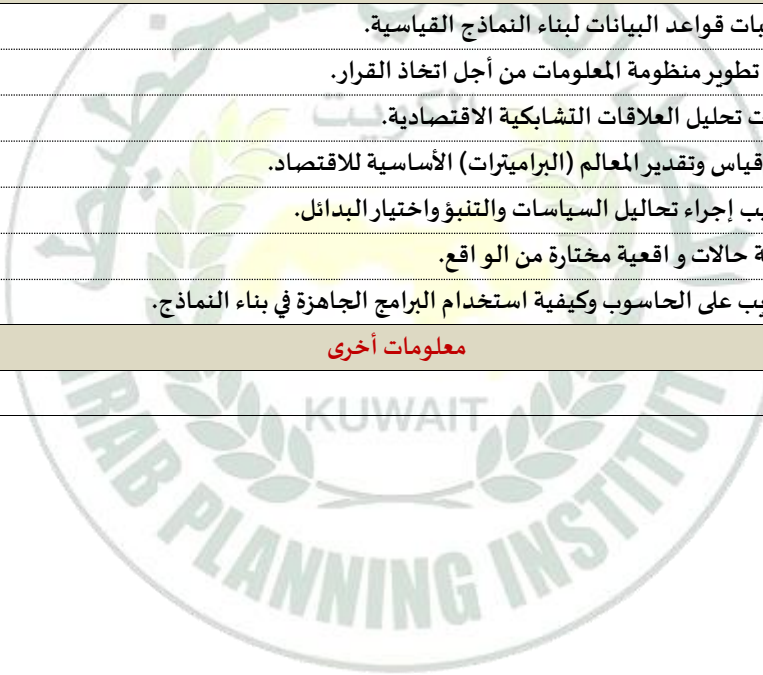 قواعد البيانات لبناء النماذج القياسية.
تطوير منظومة المعلومات من أجل اتخاذ القرار.
تحليل العلاقات التشابكية الاقتصادية.
قياس وتقدير المعالم (البراميترات) الأساسية للاقتصاد.
إجراء تحاليل السياسات والتنبؤ واختيار البدائل.
حالات و اقعية مختارة من الو اقع.
على الحاسوب وكيفية استخدام البرامج الجاهزة في بناء النماذج.
معلومات أخرى
KUWAIT
ARAB PLANNING INSTITUT